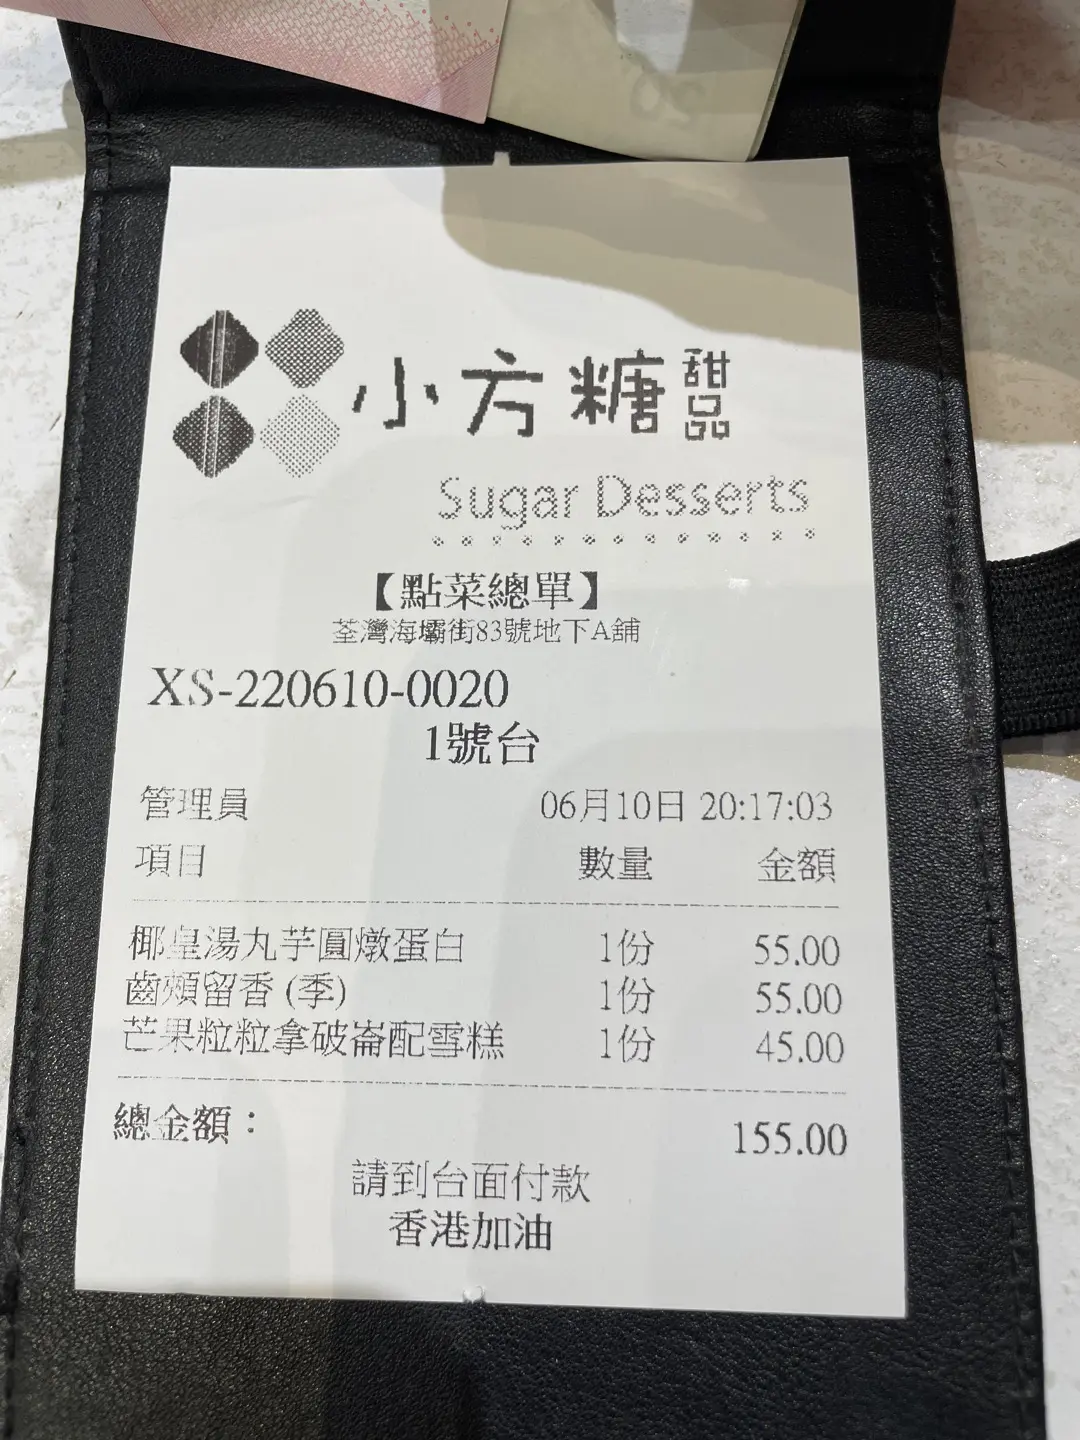 小方糖甜品
Sugar Desserts
【點菜總單】
荃灣海壩街83號地下A舖
XS-220610-0020
1號台
管理員 06月10日 20:17:03
項目 數量 金額
椰皇湯丸芋圓燉蛋白 1份 55.00
齒頰留香 (季) 1份 55.00
芒果粒粒拿破崙配雪糕 1份 45.00
總金額： 155.00
請到台面付款
香港加油